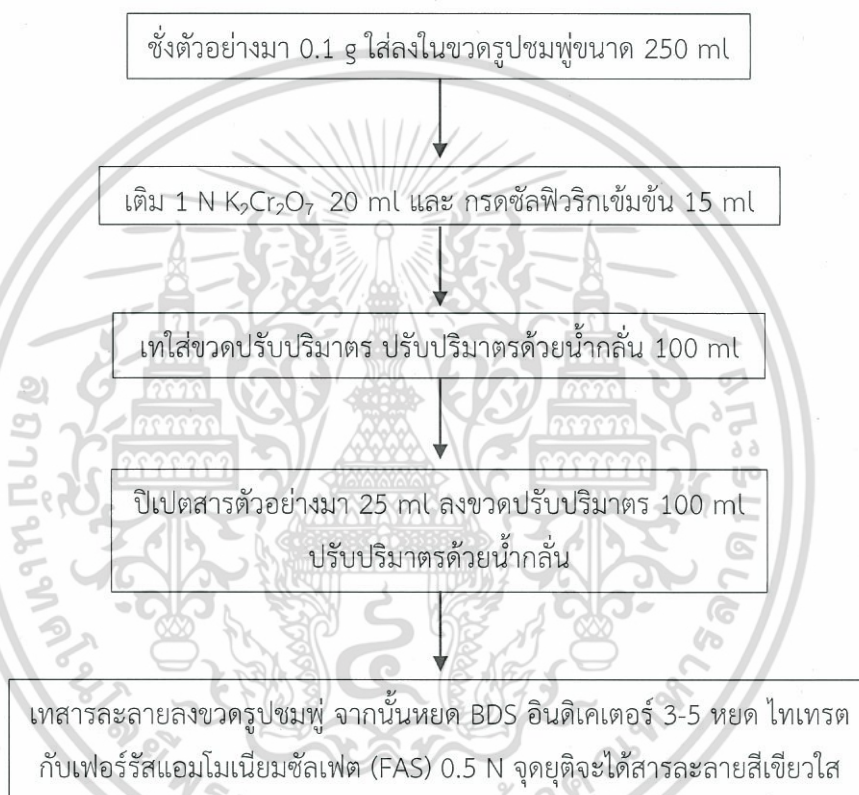 ชั่งตัวอย่างมา 0.1 g ใส่ลงในขวดรูปชมพู่ขนาด 250 ml
เติม 1 N K₂Cr₂O₇ 20 ml และ กรดซัลฟิวริกเข้มข้น 15 ml
เทใส่ขวดปรับปริมาตร ปรับปริมาตรด้วยน้ำกลั่น 100 ml
ปิเปตสารตัวอย่างมา 25 ml ลงขวดปรับปริมาตร 100 ml
ปรับปริมาตรด้วยน้ำกลั่น
เทสารละลายลงขวดรูปชมพู่ จากนั้นหยด BDS อินดิเคเตอร์ 3-5 หยด ไทเทรต
กับเฟอร์รัสแอมโมเนียมซัลเฟต (FAS) 0.5 N จุดยุติจะได้สารละลายสีเขียวใส